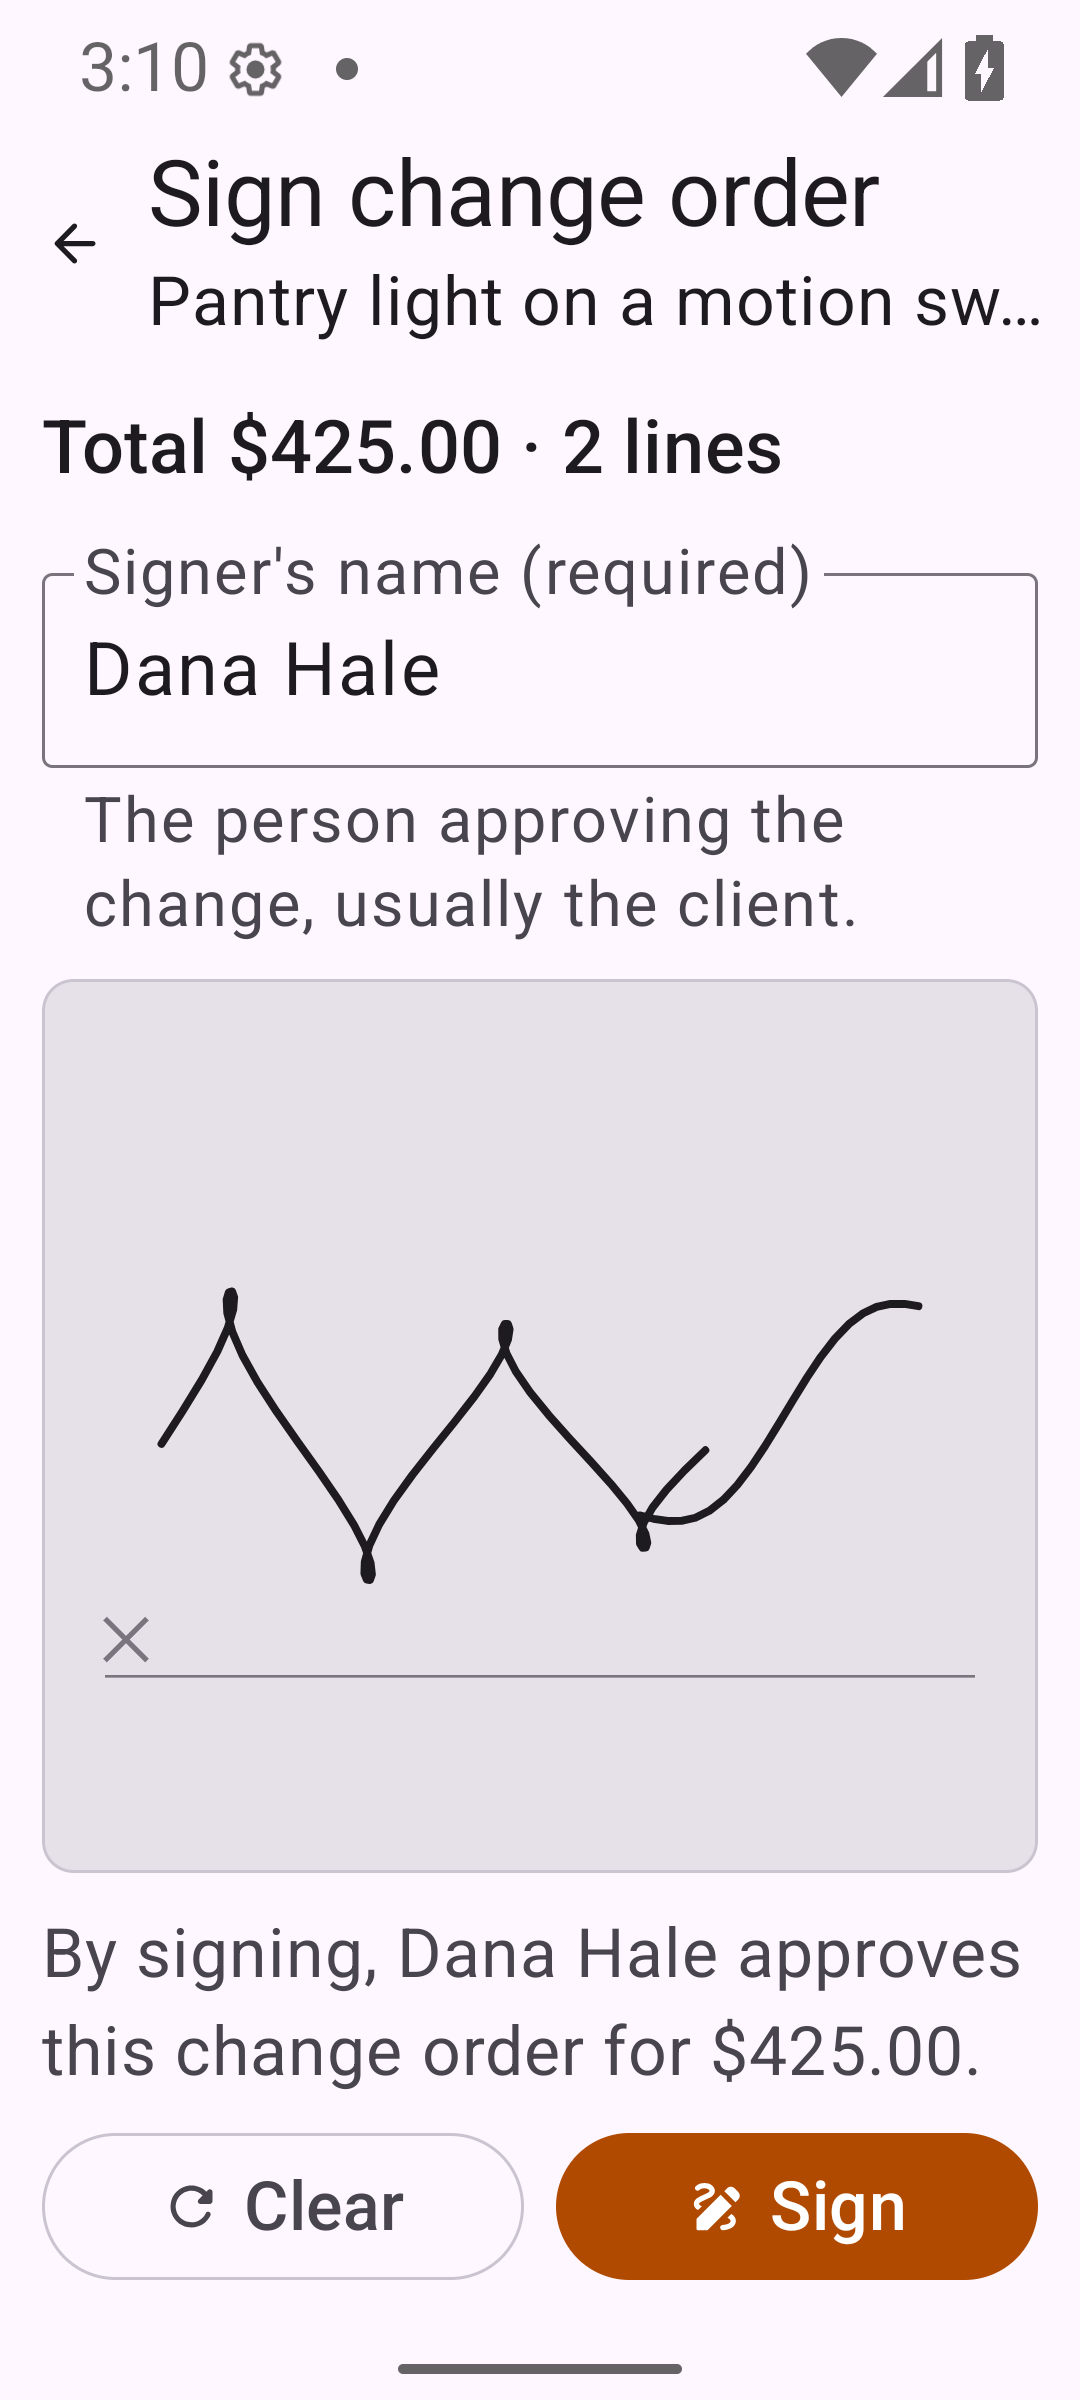 3:10
Sign change order
Pantry light on a motion sw…
Total $425.00 · 2 lines
Signer's name (required)
Dana Hale
The person approving the
change, usually the client.
By signing, Dana Hale approves
this change order for $425.00.
Clear
Sign